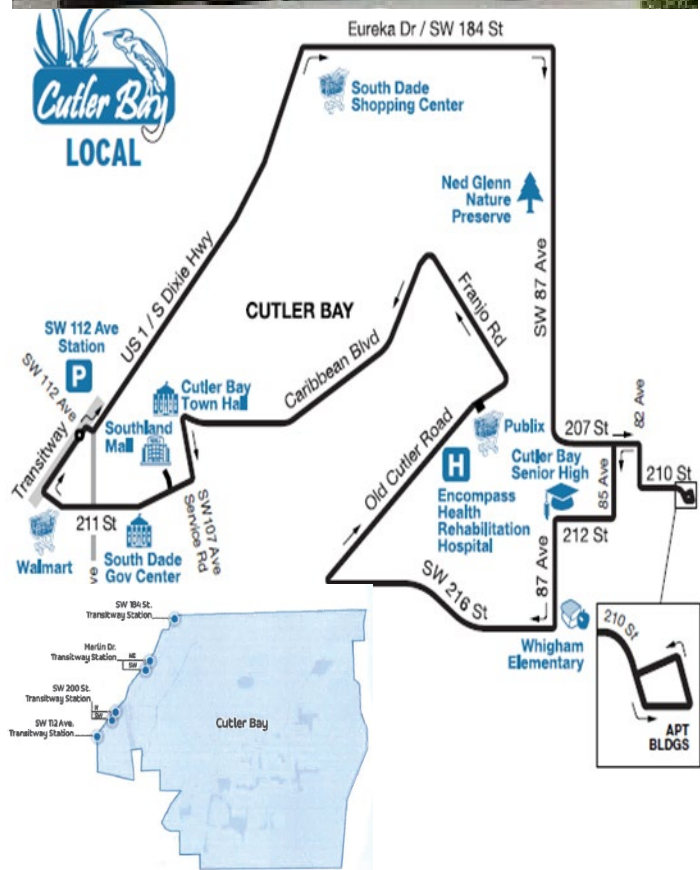 Eureka Dr / SW 184 St
Cutler Bay
LOCAL
South Dade
Shopping Center
Ned Glenn
Nature
Preserve
SW 87 Ave
US 1 / S Dixie Hwy
CUTLER BAY
Franjo Rd
Caribbean Blvd
SW 112 Ave
Station
P
SW 112 Ave
Cutler Bay
Town Hall
Southland
Mall
Transitway
Old Cutler Road
Publix
H
Encompass
Health
Rehabilitation
Hospital
Cutler Bay
Senior High
207 St
82 Ave
210 St
85 Ave
212 St
87 Ave
SW 216 St
211 St
Walmart
South Dade
Gov Center
SW107 Ave
Service Rd
ve
Whigham
Elementary
210 St
APT
BLDGS
SW 184 St.
Transitway Station
Marlin Dr.
Transitway Station
NE
SW
SW 200 St.
Transitway Station
SW 112 Ave.
Transitway Station
Cutler Bay